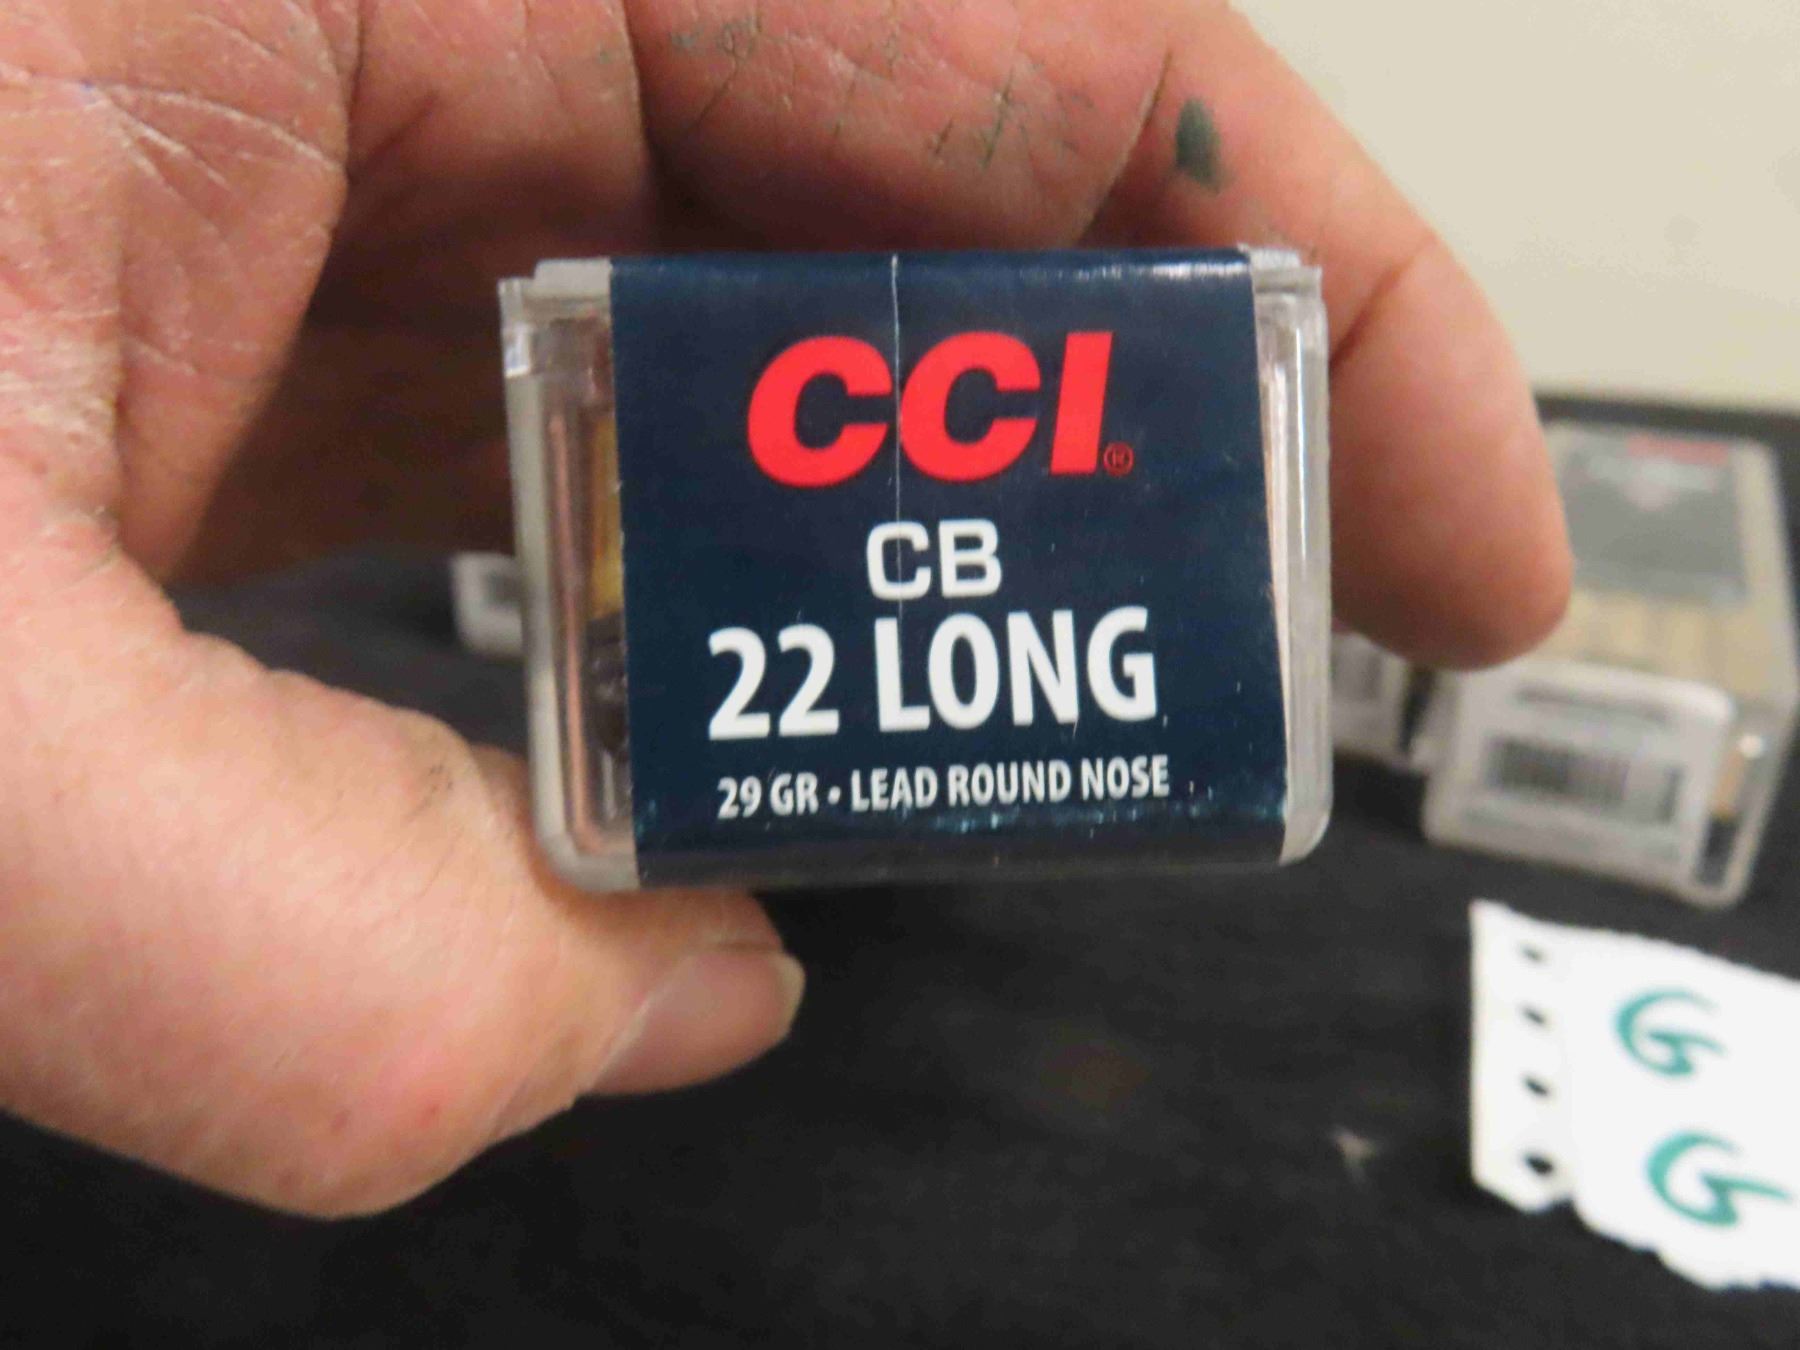 CCI®
CB
22 LONG
29 GR • LEAD ROUND NOSE
G
G